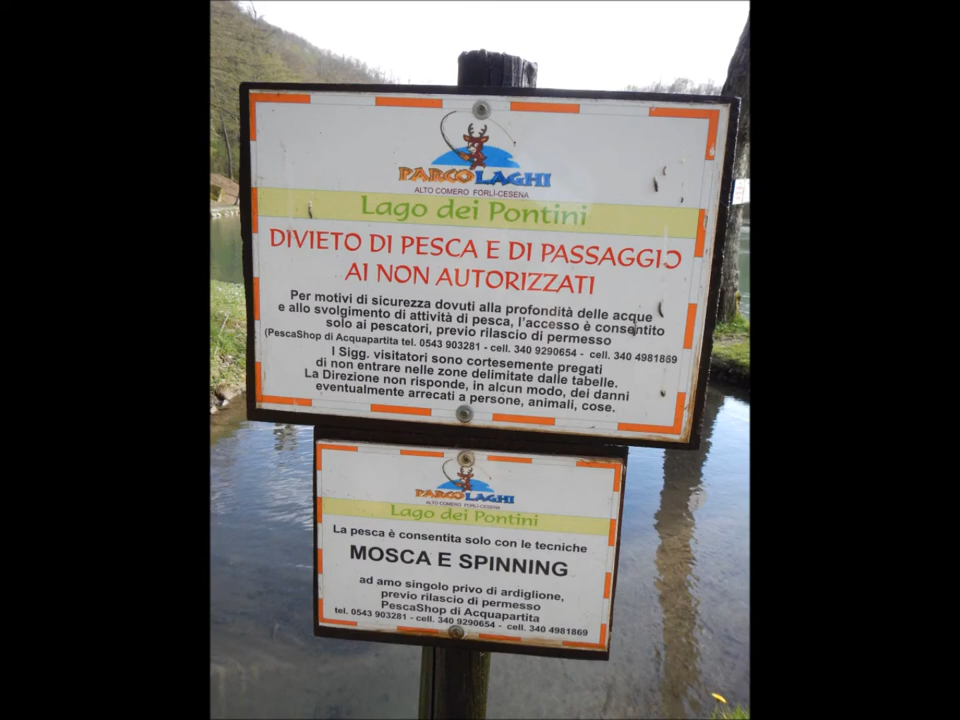 PARCO LAGHI
ALTO COMERO FORLÌ-CESENA
Lago dei Pontini
DIVIETO DI PESCA E DI PASSAGGIO
AI NON AUTORIZZATI
Per motivi di sicurezza dovuti alla profondità delle acque
e allo svolgimento di attività di pesca, l'accesso è consentito
solo ai pescatori, previo rilascio di permesso
(PescaShop di Acquapartita tel. 0543 903281 - cell. 340 9290654 - cell. 340 4981869
I Sigg. visitatori sono cortesemente pregati
di non entrare nelle zone delimitate dalle tabelle.
La Direzione non risponde, in alcun modo, dei danni
eventualmente arrecati a persone, animali, cose.
PARCO LAGHI
ALTO COMERO FORLÌ-CESENA
Lago dei Pontini
La pesca è consentita solo con le tecniche
MOSCA E SPINNING
ad amo singolo privo di ardiglione,
previo rilascio di permesso
PescaShop di Acquapartita
tel. 0543 903281 - cell. 340 9290654 - cell. 340 4981869